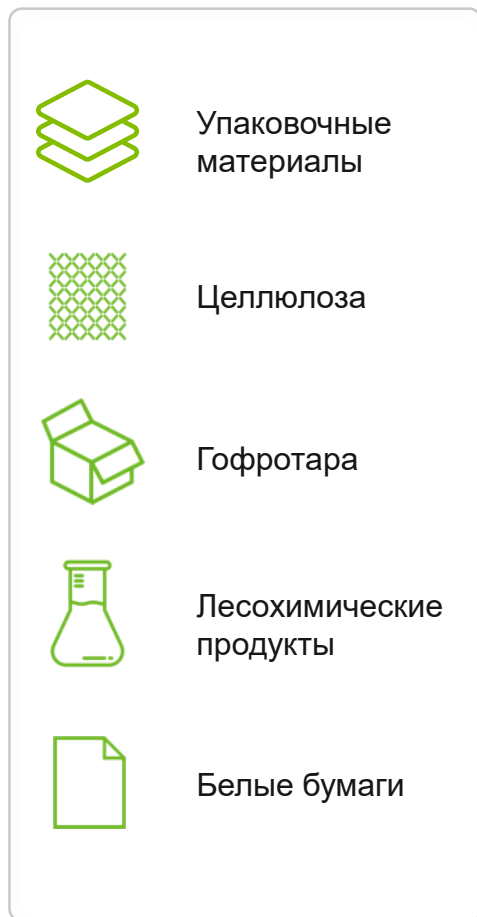 Упаковочные
материалы
Целлюлоза
Гофротара
Лесохимические
продукты
Белые бумаги